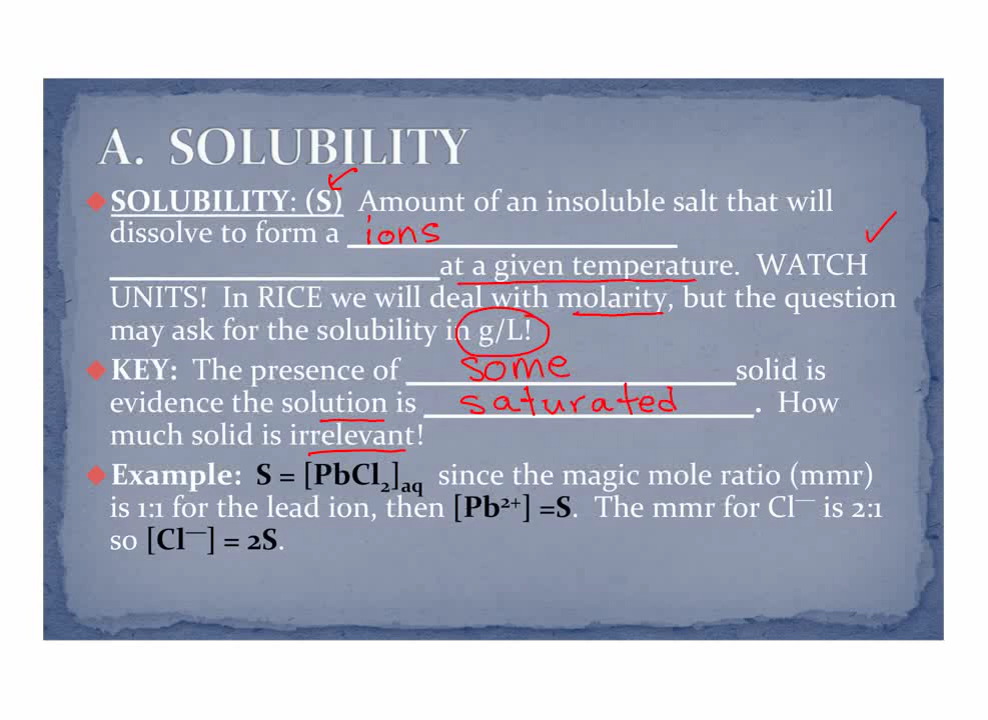 A. SOLUBILITY
SOLUBILITY: (S) Amount of an insoluble salt that will
dissolve to form a ions
at a given temperature. WATCH
UNITS! In RICE we will deal with molarity, but the question
may ask for the solubility in g/L!
KEY: The presence of some solid is
evidence the solution is saturated. How
much solid is irrelevant!
Example: S = [PbCl₂]aq since the magic mole ratio (mmr)
is 1:1 for the lead ion, then [Pb²⁺] =S. The mmr for Cl⁻ is 2:1
so [Cl⁻] = 2S.